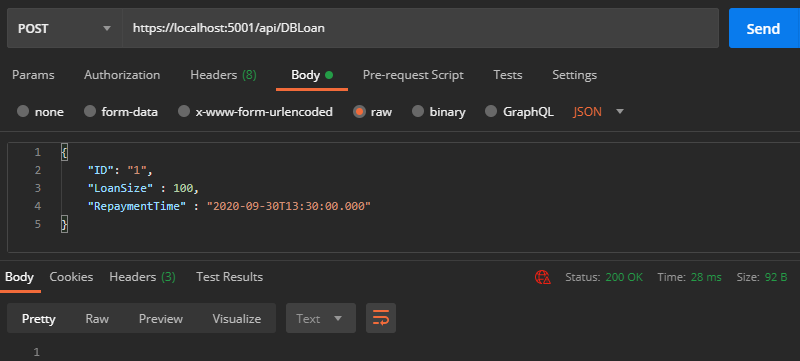 POST https://localhost:5001/api/DBLoan Send
Params Authorization Headers (8) Body Pre-request Script Tests Settings
none form-data x-www-form-urlencoded raw binary GraphQL JSON
1 {
2 "ID": "1",
3 "LoanSize" : 100,
4 "RepaymentTime" : "2020-09-30T13:30:00.000"
5 }
Body Cookies Headers (3) Test Results Status: 200 OK Time: 28 ms Size: 92 B
Pretty Raw Preview Visualize Text
1